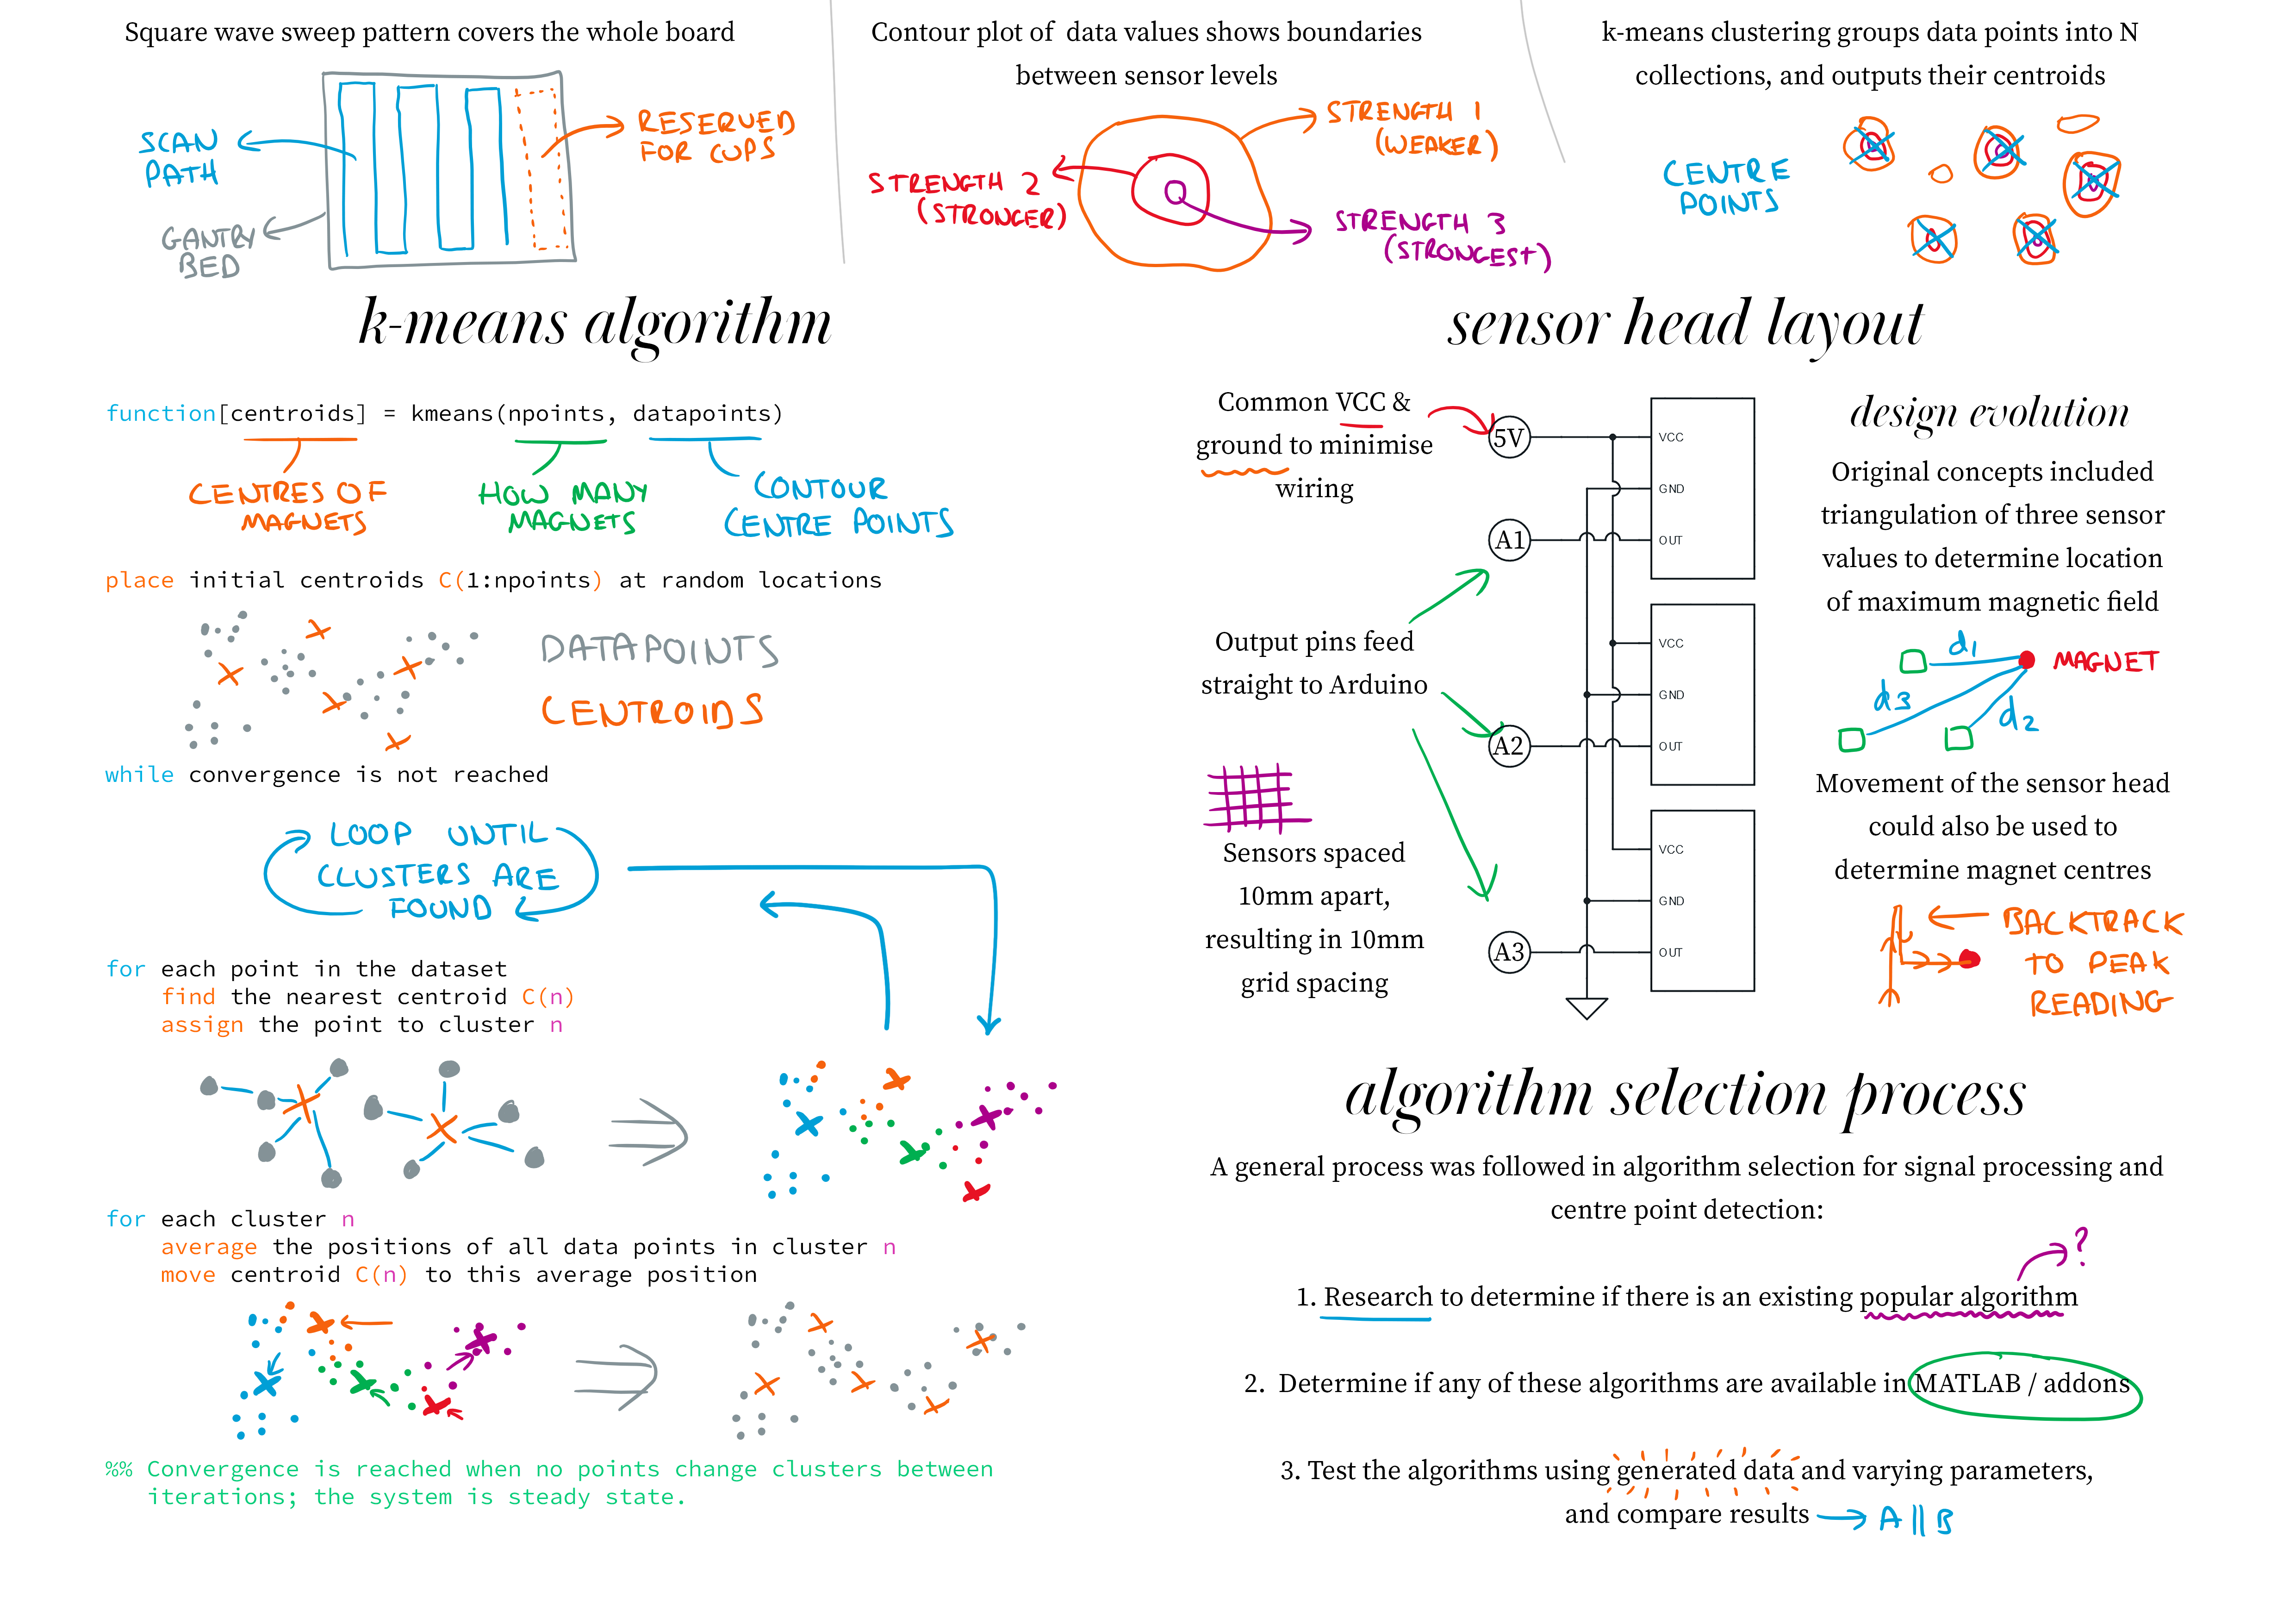 Square wave sweep pattern covers the whole board
SCAN
PATH
GANTRY
BED
RESERVED
FOR CUPS
Contour plot of data values shows boundaries
between sensor levels
STRENGTH 1
(WEAKER)
STRENGTH 2
(STRONGER)
STRENGTH 3
(STRONGEST)
k-means clustering groups data points into N
collections, and outputs their centroids
CENTRE
POINTS
k-means algorithm
function[centroids] = kmeans(npoints, datapoints)
CENTRES OF
MAGNETS
HOW MANY
MAGNETS
CONTOUR
CENTRE POINTS
place initial centroids C(1:npoints) at random locations
DATAPOINTS
CENTROIDS
while convergence is not reached
LOOP UNTIL
CLUSTERS ARE
FOUND
for each point in the dataset
find the nearest centroid C(n)
assign the point to cluster n
for each cluster n
average the positions of all data points in cluster n
move centroid C(n) to this average position
%% Convergence is reached when no points change clusters between
iterations; the system is steady state.
sensor head layout
Common VCC &
ground to minimise
wiring
Output pins feed
straight to Arduino
Sensors spaced
10mm apart,
resulting in 10mm
grid spacing
5V
A1
A2
A3
VCC
GND
OUT
VCC
GND
OUT
VCC
GND
OUT
design evolution
Original concepts included
triangulation of three sensor
values to determine location
of maximum magnetic field
d1
MAGNET
d3
d2
Movement of the sensor head
could also be used to
determine magnet centres
BACKTRACK
TO PEAK
READING
algorithm selection process
A general process was followed in algorithm selection for signal processing and
centre point detection:
?
1. Research to determine if there is an existing popular algorithm
2. Determine if any of these algorithms are available in MATLAB / addons
3. Test the algorithms using generated data and varying parameters,
and compare results
A || B